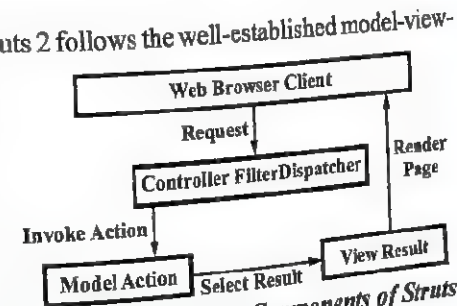 uts 2 follows the well-established model-view-
Web Browser Client
Request
Render
Page
Controller FilterDispatcher
Invoke Action
View Result
Model Action
Select Result
Components of Struts